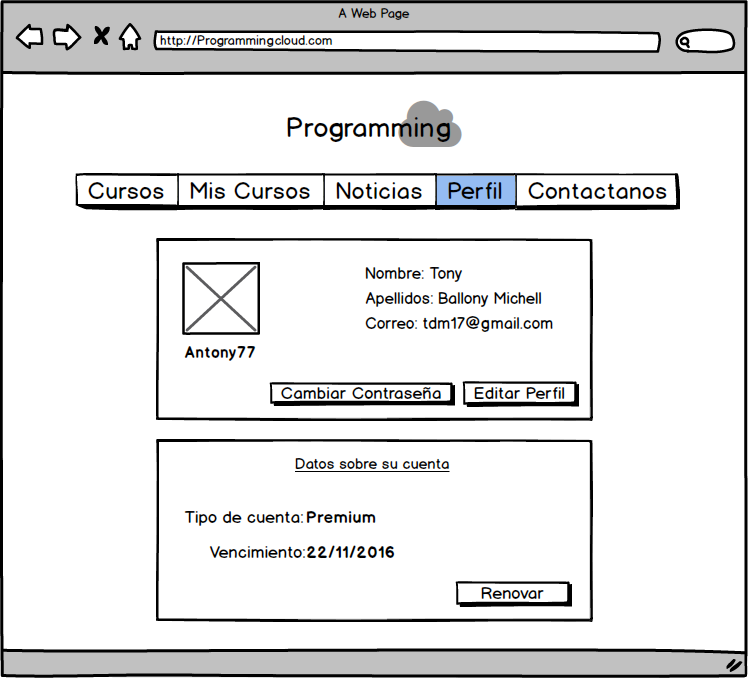 A Web Page
http://Programmingcloud.com
Programming
Cursos Mis Cursos Noticias Perfil Contactanos
Nombre: Tony
Apellidos: Ballony Michell
Correo: tdm17@gmail.com
Antony77
Cambiar Contraseña Editar Perfil
Datos sobre su cuenta
Tipo de cuenta: Premium
Vencimiento: 22/11/2016
Renovar